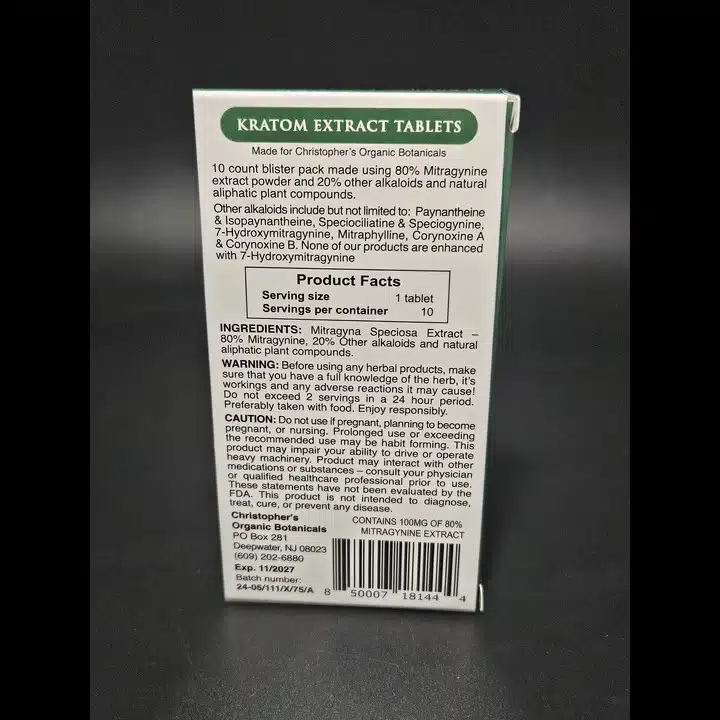 KRATOM EXTRACT TABLETS
Made for Christopher's Organic Botanicals
10 count blister pack made using 80% Mitragynine
extract powder and 20% other alkaloids and natural
aliphatic plant compounds.
Other alkaloids include but not limited to: Paynantheine
& Isopaynantheine, Speciociliatine & Speciogynine,
7-Hydroxymitragynine, Mitraphylline, Corynoxine A
& Corynoxine B. None of our products are enhanced
with 7-Hydroxymitragynine
Product Facts
Serving size 1 tablet
Servings per container 10
INGREDIENTS: Mitragyna Speciosa Extract –
80% Mitragynine, 20% Other alkaloids and natural
aliphatic plant compounds.
WARNING: Before using any herbal products, make
sure that you have a full knowledge of the herb, it's
workings and any adverse reactions it may cause!
Do not exceed 2 servings in a 24 hour period.
Preferably taken with food. Enjoy responsibly.
CAUTION: Do not use if pregnant, planning to become
pregnant, or nursing. Prolonged use or exceeding
the recommended use may be habit forming. This
product may impair your ability to drive or operate
heavy machinery. Product may interact with other
medications or substances – consult your physician
or qualified healthcare professional prior to use.
These statements have not been evaluated by the
FDA. This product is not intended to diagnose,
treat, cure, or prevent any disease.
Christopher's
Organic Botanicals
PO Box 281
Deepwater, NJ 08023
(609) 202-6880
Exp. 11/2027
Batch number:
24-05/111/X/75/A
CONTAINS 100MG OF 80%
MITRAGYNINE EXTRACT
8 50007 18144 4